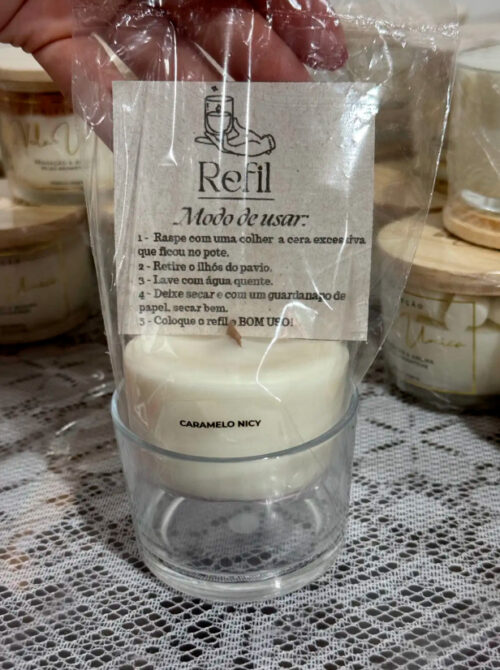 Refil
Modo de usar:
1 - Raspe com uma colher a cera excessiva
que ficou no pote.
2 - Retire o ilhós do pavio.
3 - Lave com água quente.
4 - Deixe secar e com um guardanapo de
papel, secar bem.
5 - Coloque o refil e BOM USO!
CARAMELO NICY